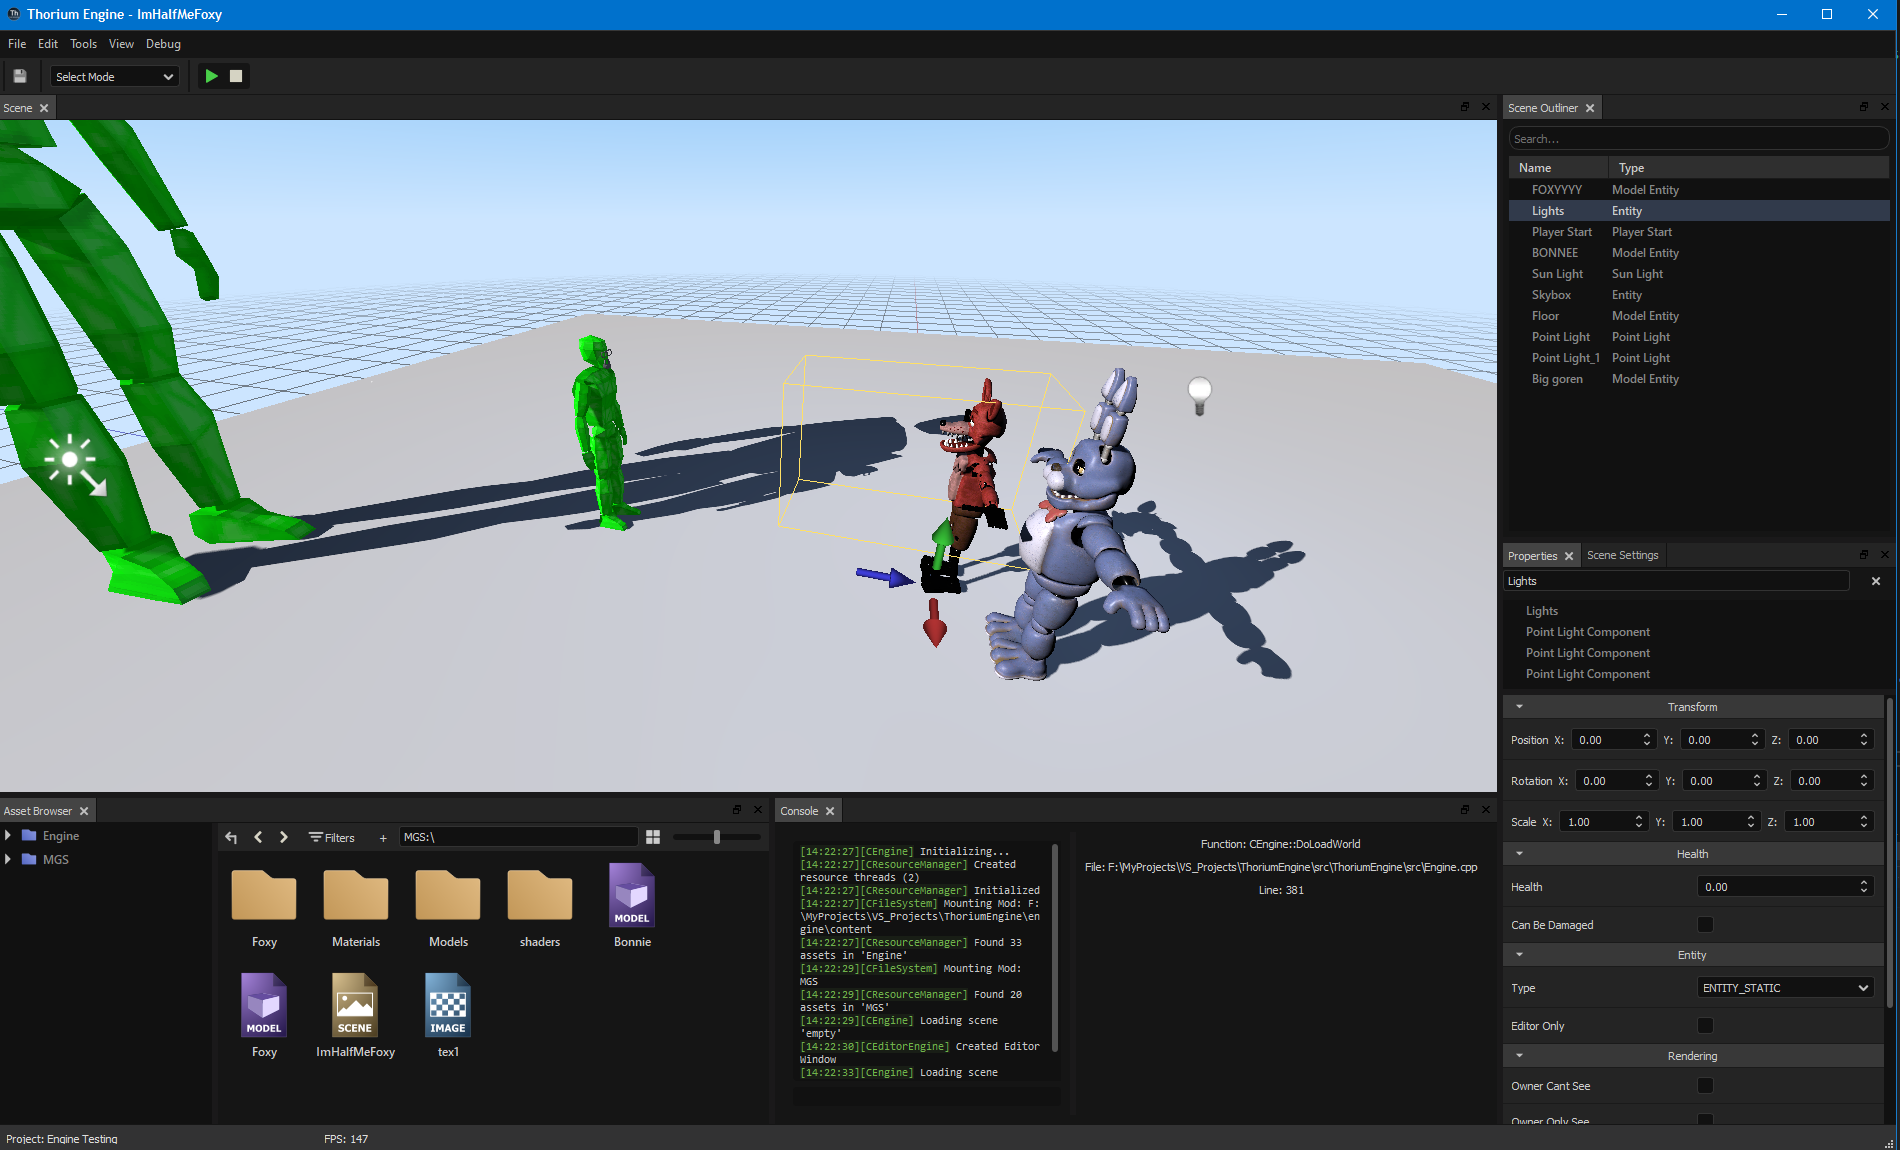 Thorium Engine - ImHalfMeFoxy
File Edit Tools View Debug
Select Mode
Scene
Scene Outliner
Search...
Name Type
FOXYYYY Model Entity
Lights Entity
Player Start Player Start
BONNEE Model Entity
Sun Light Sun Light
Skybox Entity
Floor Model Entity
Point Light Point Light
Point Light_1 Point Light
Big goren Model Entity
Properties Scene Settings
Lights
Lights
Point Light Component
Point Light Component
Point Light Component
Transform
Position X: 0.00 Y: 0.00 Z: 0.00
Rotation X: 0.00 Y: 0.00 Z: 0.00
Scale X: 1.00 Y: 1.00 Z: 1.00
Health
Health 0.00
Can Be Damaged
Entity
Type ENTITY_STATIC
Editor Only
Rendering
Owner Cant See
Owner Only See
Asset Browser
Engine
MGS
Filters + MGS:\
Foxy Materials Models shaders
MODEL
Bonnie
MODEL SCENE IMAGE
Foxy ImHalfMeFoxy tex1
Console
[14:22:27][CEngine] Initializing...
[14:22:27][CResourceManager] Created
resource threads (2)
[14:22:27][CResourceManager] Initialized
[14:22:27][CFileSystem] Mounting Mod: F:
\MyProjects\VS_Projects\ThoriumEngine\en
gine\content
[14:22:27][CResourceManager] Found 33
assets in 'Engine'
[14:22:29][CFileSystem] Mounting Mod:
MGS
[14:22:29][CResourceManager] Found 20
assets in 'MGS'
[14:22:29][CEngine] Loading scene
'empty'
[14:22:30][CEditorEngine] Created Editor
Window
[14:22:33][CEngine] Loading scene
Function: CEngine::DoLoadWorld
File: F:\MyProjects\VS_Projects\ThoriumEngine\src\ThoriumEngine\src\Engine.cpp
Line: 381
Project: Engine Testing FPS: 147